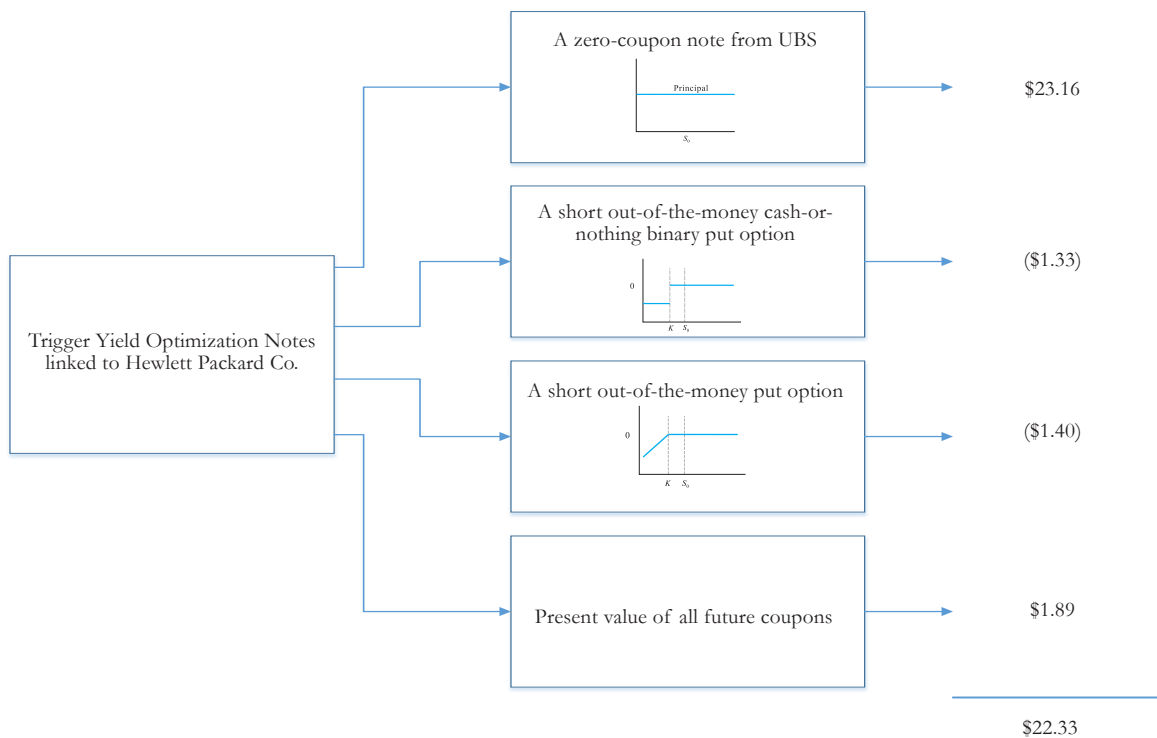 A zero-coupon note from UBS
Principal
S0
$23.16
A short out-of-the-money cash-or-
nothing binary put option
0
K S0
($1.33)
Trigger Yield Optimization Notes
linked to Hewlett Packard Co.
A short out-of-the-money put option
0
K S0
($1.40)
Present value of all future coupons
$1.89
$22.33